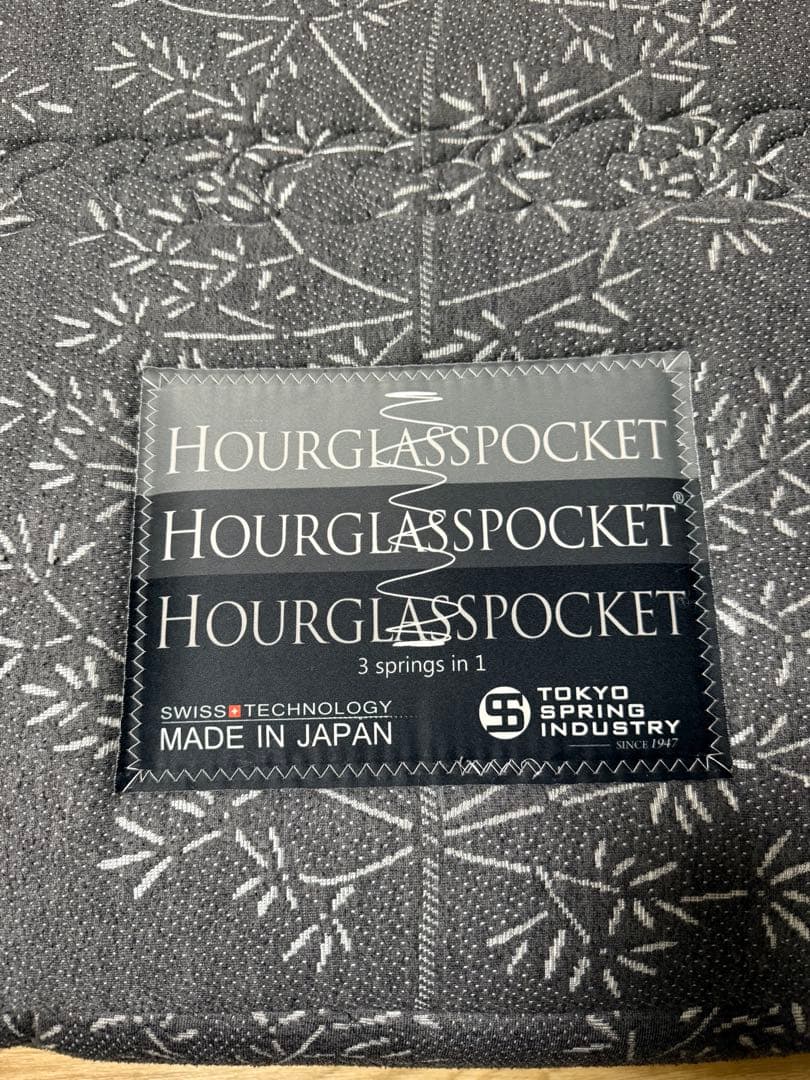 HOURGLASSPOCKET
HOURGLASSPOCKET®
HOURGLASSPOCKET
3 springs in 1
SWISS TECHNOLOGY
MADE IN JAPAN
TOKYO
SPRING
INDUSTRY
SINCE 1947